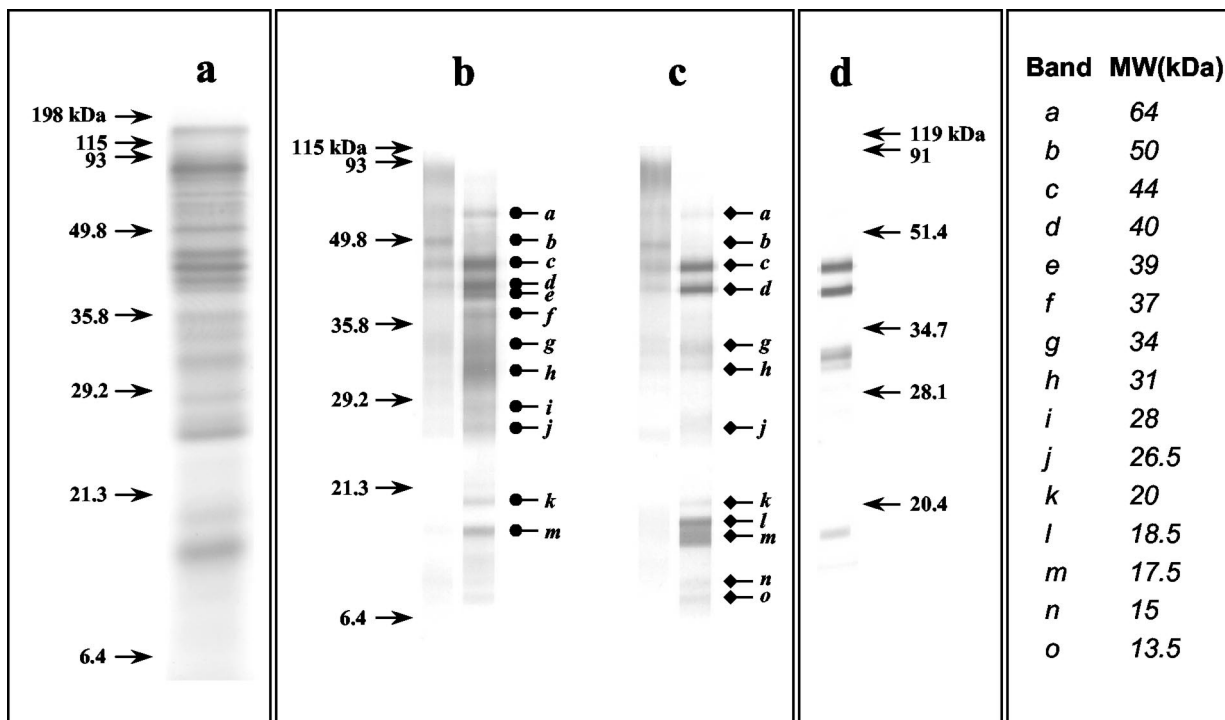 a
198 kDa
115
93
49.8
35.8
29.2
21.3
6.4
b
c
115 kDa
93
49.8
35.8
29.2
21.3
6.4
a
b
c
d
e
f
g
h
i
j
k
m
a
b
c
d
g
h
j
k
l
m
n
o
d
119 kDa
91
51.4
34.7
28.1
20.4
Band MW(kDa)
a 64
b 50
c 44
d 40
e 39
f 37
g 34
h 31
i 28
j 26.5
k 20
l 18.5
m 17.5
n 15
o 13.5